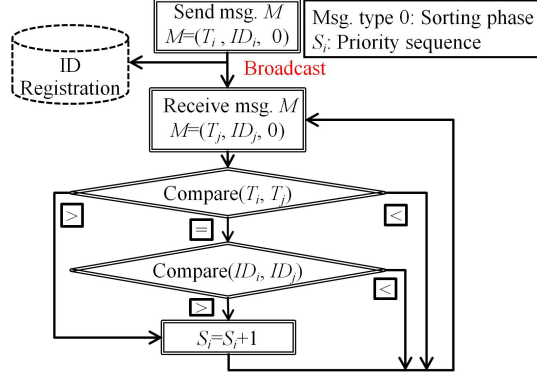 Send msg. M
M=(Tᵢ , IDᵢ, 0)
Msg. type 0: Sorting phase
Sᵢ: Priority sequence
ID
Registration
Broadcast
Receive msg. M
M=(Tⱼ, IDⱼ, 0)
Compare(Tᵢ, Tⱼ)
>
<
=
Compare(IDᵢ, IDⱼ)
>
<
Sᵢ=Sᵢ+1